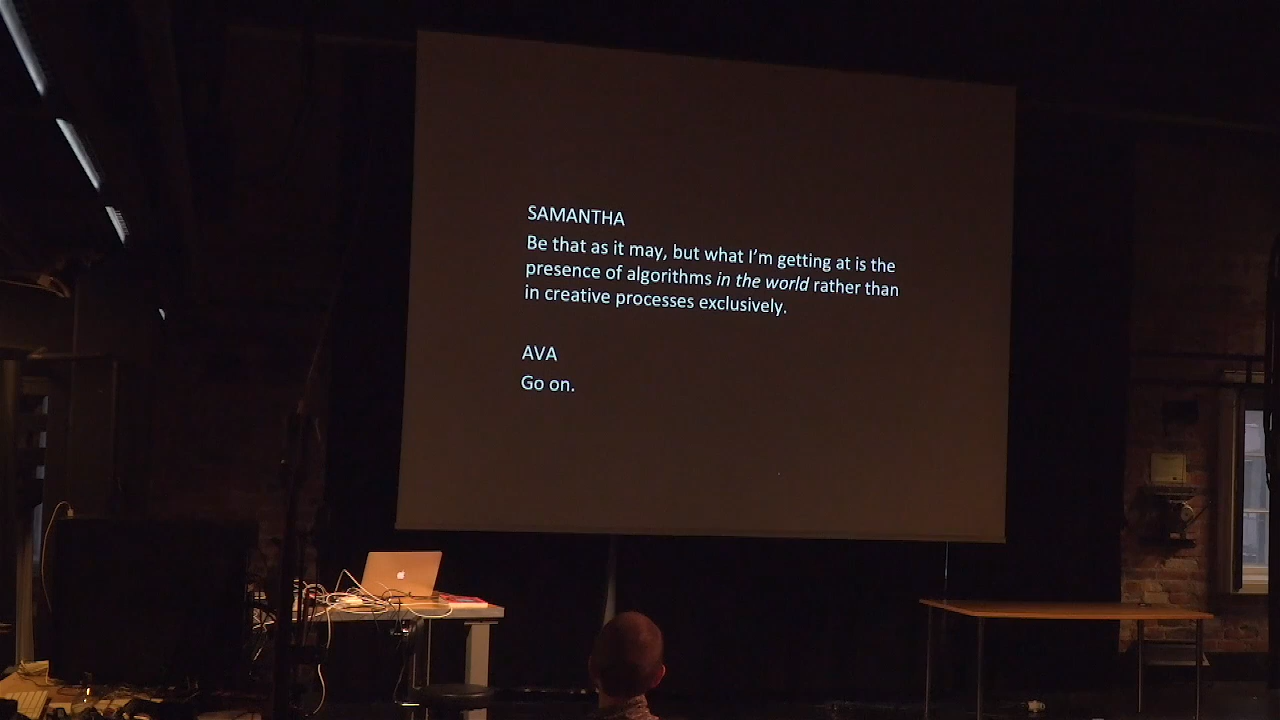 SAMANTHA
Be that as it may, but what I'm getting at is the
presence of algorithms in the world rather than
in creative processes exclusively.
AVA
Go on.